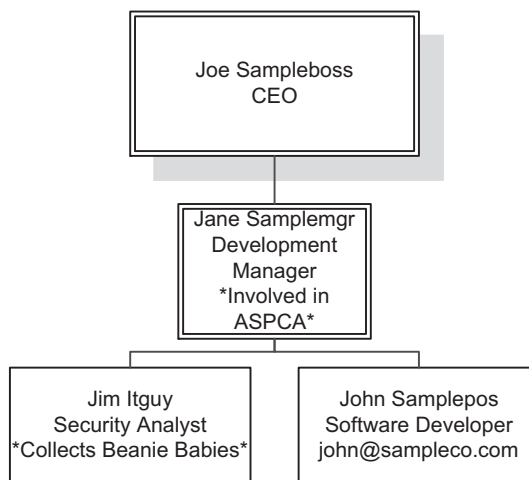 Joe Sampleboss
CEO
Jane Samplemgr
Development
Manager
*Involved in
ASPCA*
Jim Itguy
Security Analyst
*Collects Beanie Babies*
John Samplepos
Software Developer
john@sampleco.com